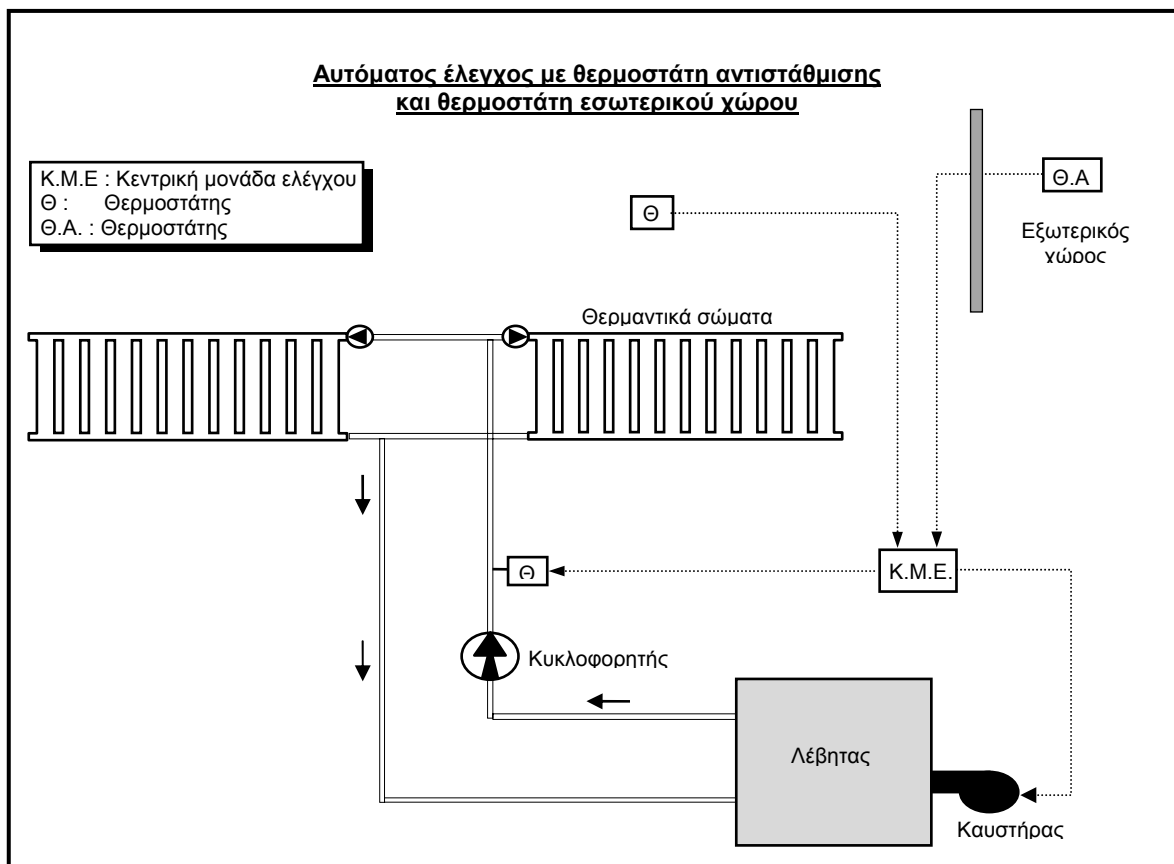 Αυτόματος έλεγχος με θερμοστάτη αντιστάθμισης
και θερμοστάτη εσωτερικού χώρου
Κ.Μ.Ε : Κεντρική μονάδα ελέγχου
Θ : Θερμοστάτης
Θ.Α. : Θερμοστάτης
Θ
Θ.Α
Εξωτερικός
χώρος
Θερμαντικά σώματα
Θ
Κ.Μ.Ε.
Κυκλοφορητής
Λέβητας
Καυστήρας